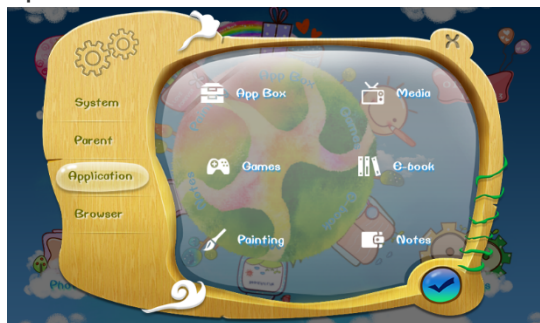 System
Parent
Application
Browser
App Box
Media
Games
E-book
Painting
Notes